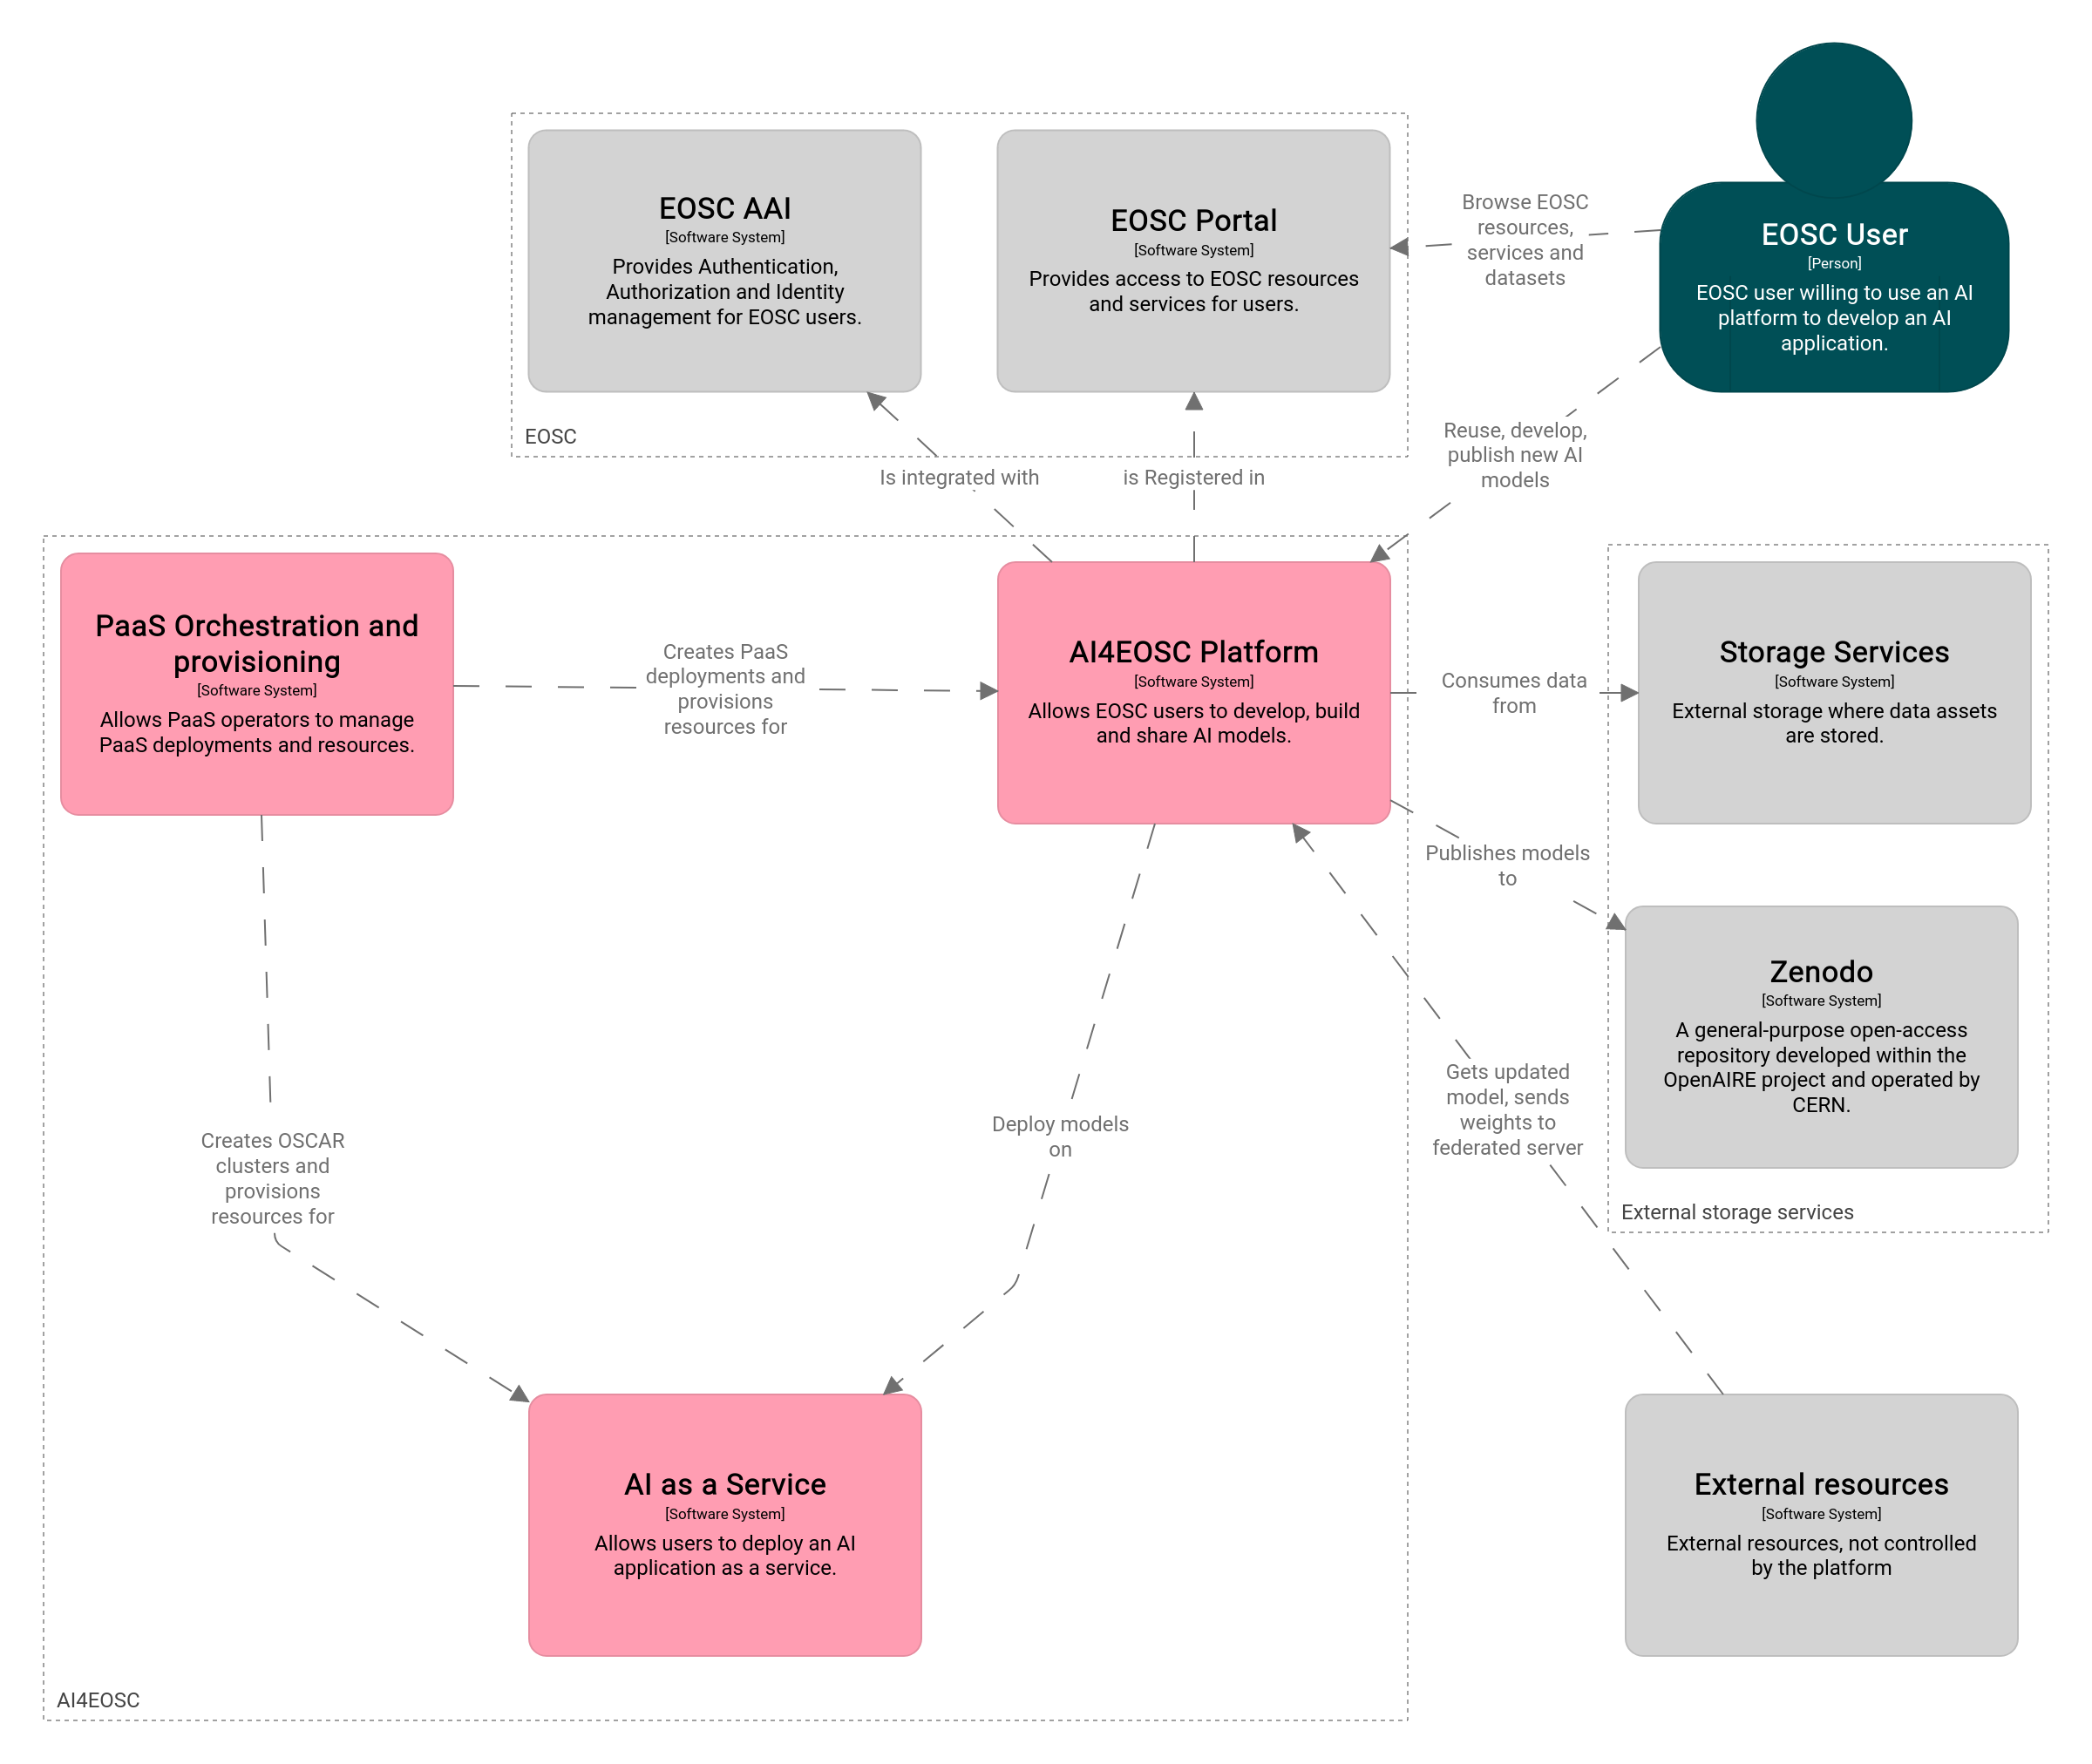 EOSC AAI
[Software System]
Provides Authentication,
Authorization and Identity
management for EOSC users.
EOSC Portal
[Software System]
Provides access to EOSC resources
and services for users.
Browse EOSC
resources,
services and
datasets
EOSC User
[Person]
EOSC user willing to use an AI
platform to develop an AI
application.
EOSC
Is integrated with
is Registered in
Reuse, develop,
publish new AI
models
PaaS Orchestration and
provisioning
[Software System]
Allows PaaS operators to manage
PaaS deployments and resources.
Creates PaaS
deployments and
provisions
resources for
AI4EOSC Platform
[Software System]
Allows EOSC users to develop, build
and share AI models.
Consumes data
from
Storage Services
[Software System]
External storage where data assets
are stored.
Publishes models
to
Zenodo
[Software System]
A general-purpose open-access
repository developed within the
OpenAIRE project and operated by
CERN.
External storage services
Creates OSCAR
clusters and
provisions
resources for
Deploy models
on
Gets updated
model, sends
weights to
federated server
AI as a Service
[Software System]
Allows users to deploy an AI
application as a service.
External resources
[Software System]
External resources, not controlled
by the platform
AI4EOSC